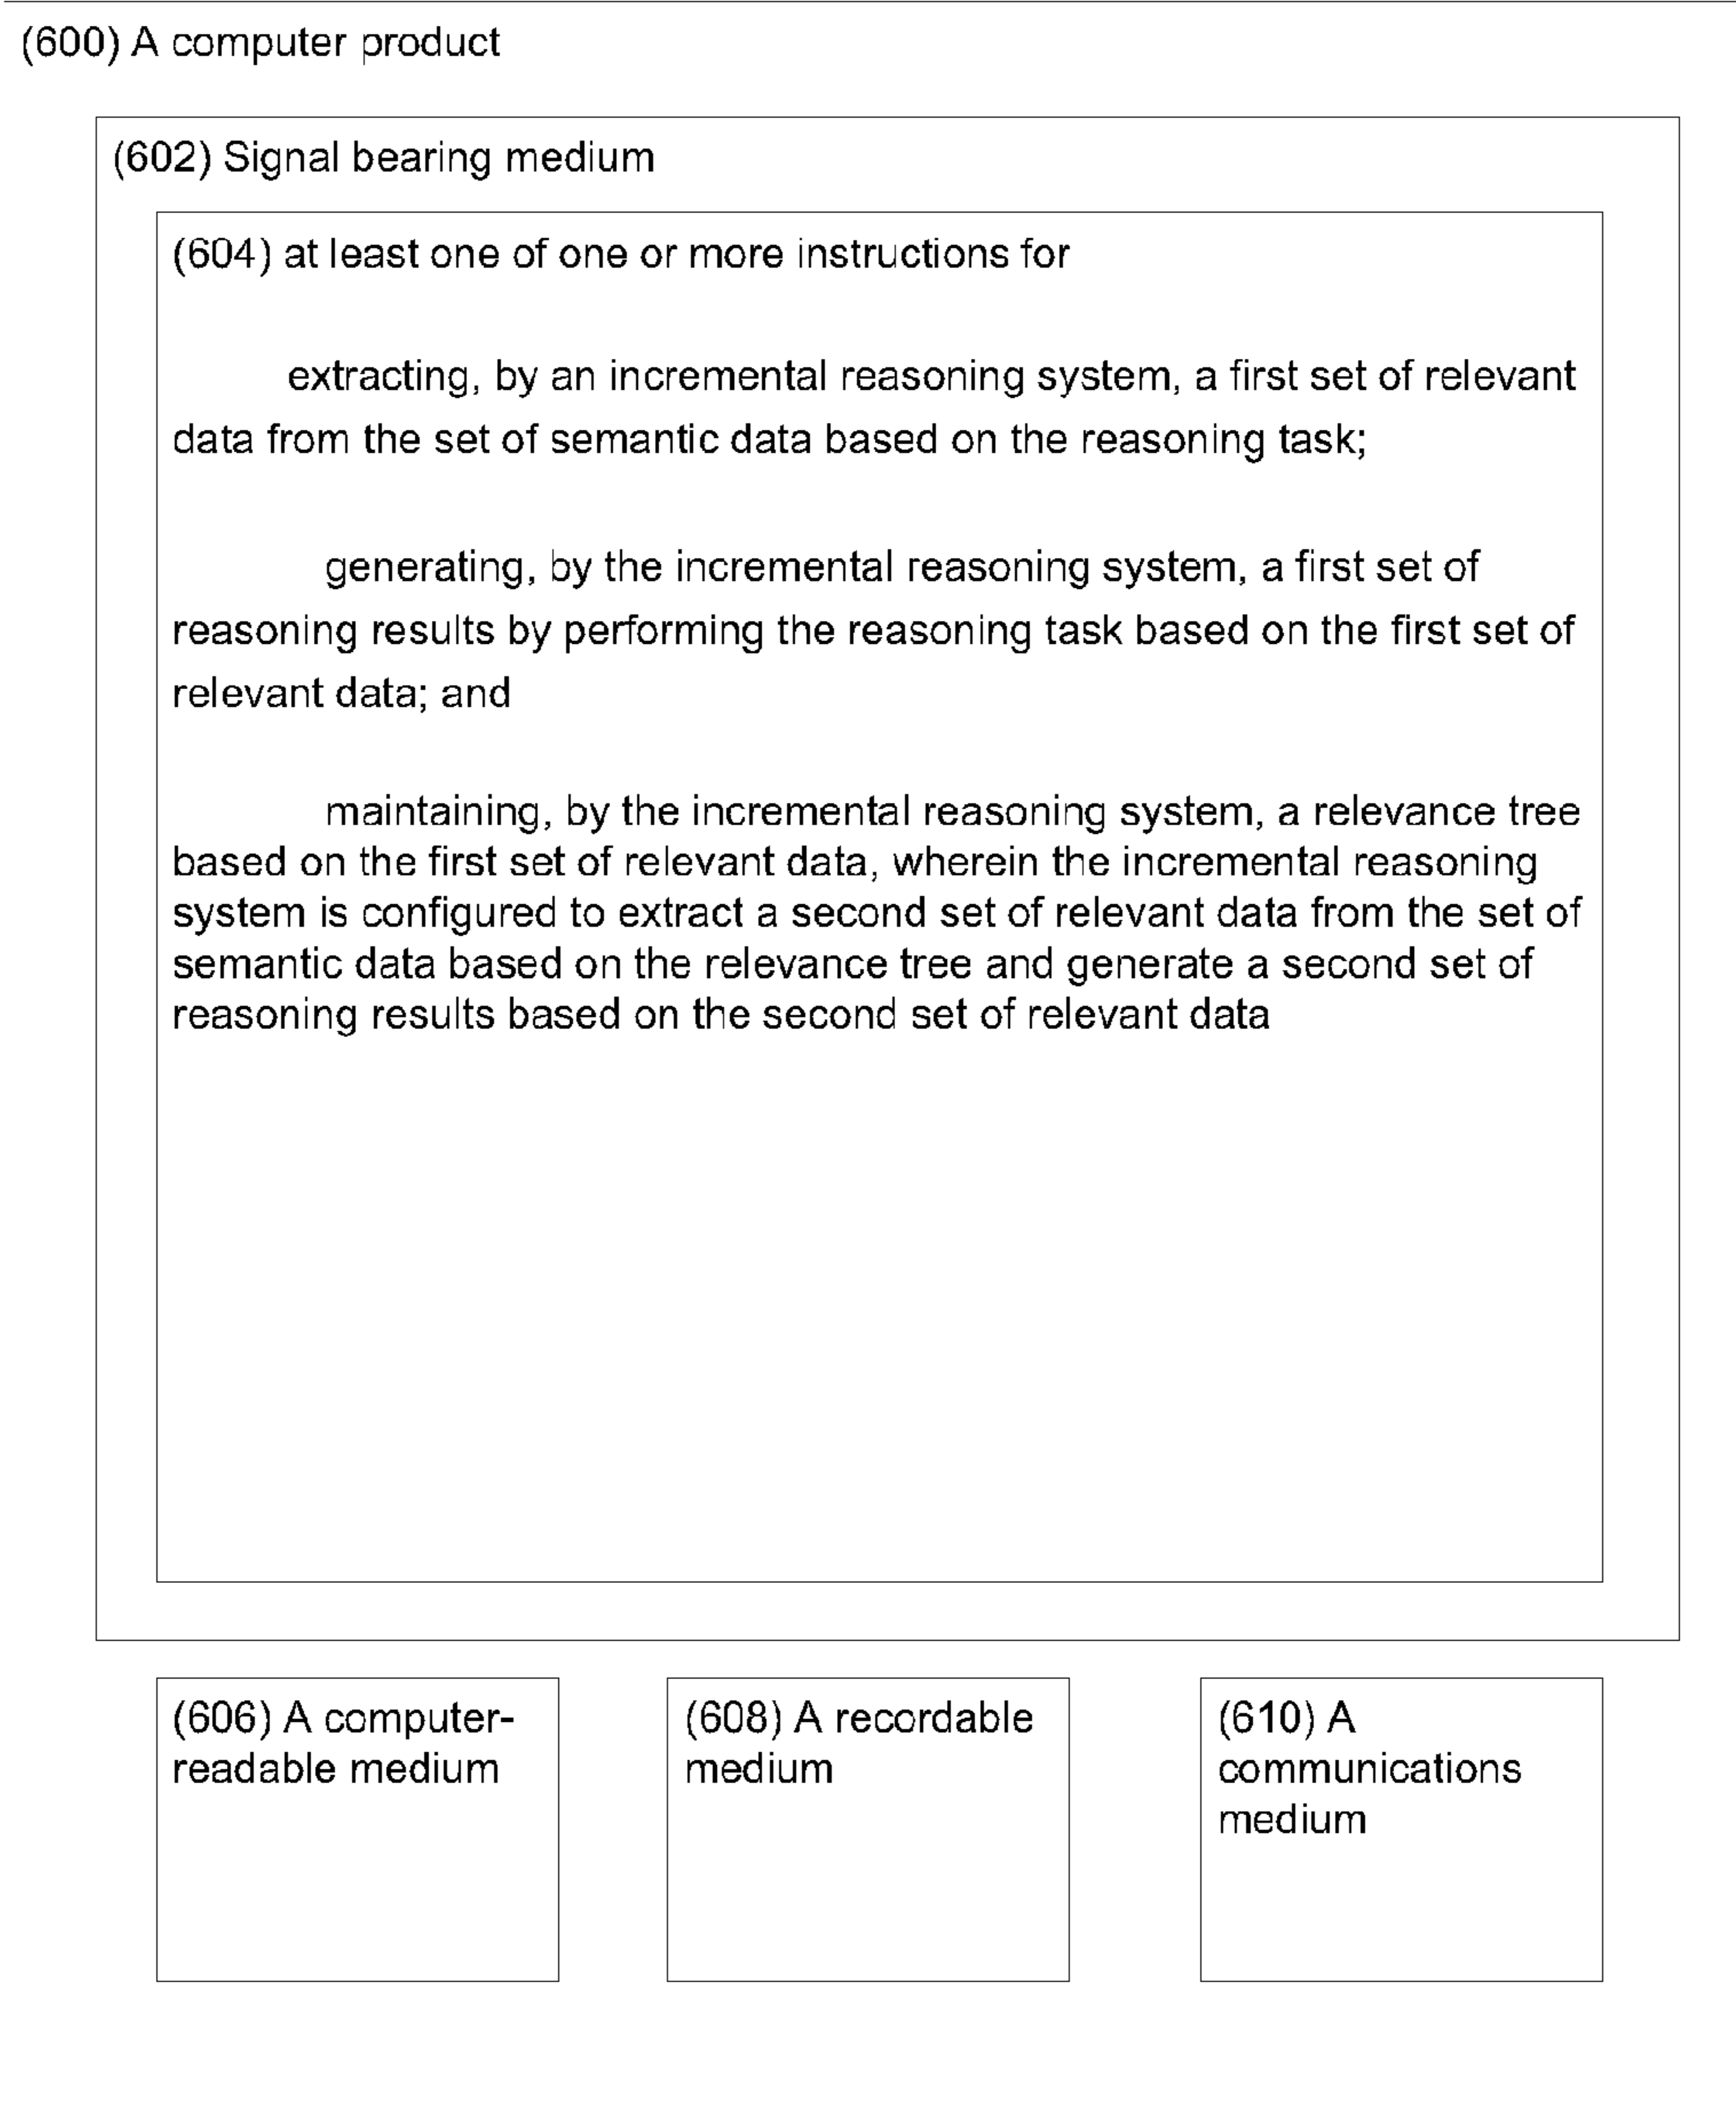 (600) A computer product
(602) Signal bearing medium
(604) at least one of one or more instructions for
extracting, by an incremental reasoning system, a first set of relevant
data from the set of semantic data based on the reasoning task;
generating, by the incremental reasoning system, a first set of
reasoning results by performing the reasoning task based on the first set of
relevant data; and
maintaining, by the incremental reasoning system, a relevance tree
based on the first set of relevant data, wherein the incremental reasoning
system is configured to extract a second set of relevant data from the set of
semantic data based on the relevance tree and generate a second set of
reasoning results based on the second set of relevant data
(606) A computer-
readable medium
(608) A recordable
medium
(610) A
communications
medium